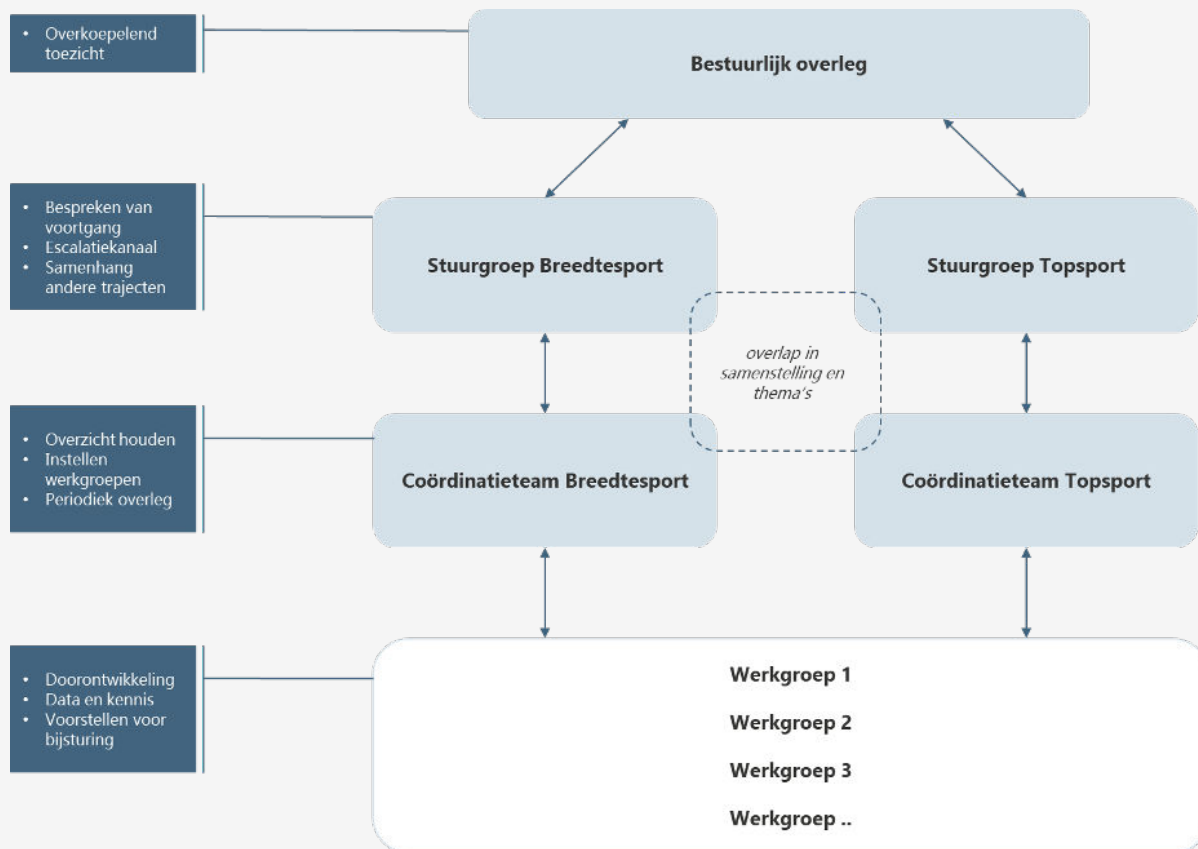 • Overkoepelend
toezicht
Bestuurlijk overleg
• Bespreken van
voortgang
• Escalatiekanaal
• Samenhang
andere trajecten
Stuurgroep Breedtesport
Stuurgroep Topsport
overlap in
samenstelling en
thema's
• Overzicht houden
• Instellen
werkgroepen
• Periodiek overleg
Coördinatieteam Breedtesport
Coördinatieteam Topsport
• Doorontwikkeling
• Data en kennis
• Voorstellen voor
bijsturing
Werkgroep 1
Werkgroep 2
Werkgroep 3
Werkgroep ..